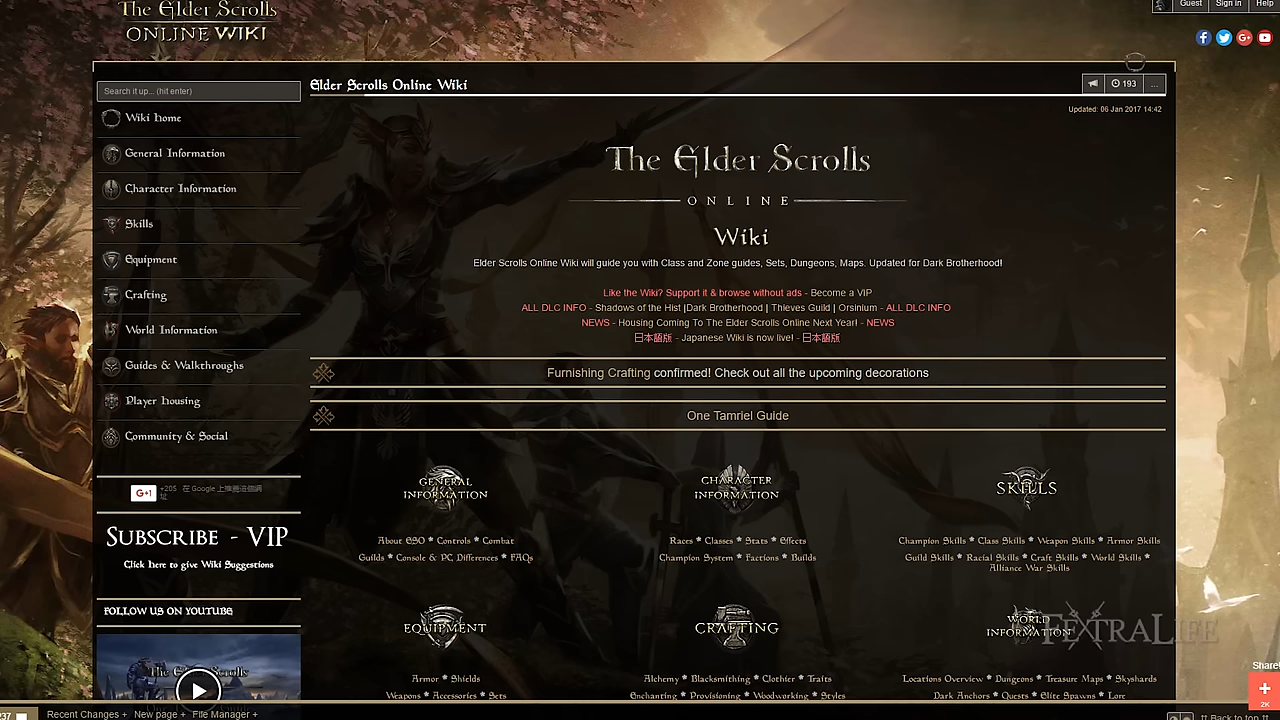 The Elder Scrolls
ONLINE WIKI
Guest Sign in Help
Search it up... (hit enter)
Wiki Home
General Information
Character Information
Skills
Equipment
Crafting
World Information
Guides & Walkthroughs
Player Housing
Community & Social
G+1 +205
Subscribe - VIP
Click here to give Wiki Suggestions
FOLLOW US ON YOUTUBE
The Elder Scrolls
Elder Scrolls Online Wiki
193 ...
Updated: 06 Jan 2017 14:42
The Elder Scrolls
ONLINE
Wiki
Elder Scrolls Online Wiki will guide you with Class and Zone guides, Sets, Dungeons, Maps. Updated for Dark Brotherhood!
Like the Wiki? Support it & browse without ads - Become a VIP
ALL DLC INFO - Shadows of the Hist |Dark Brotherhood | Thieves Guild | Orsinium - ALL DLC INFO
NEWS - Housing Coming To The Elder Scrolls Online Next Year! - NEWS
日本語版 - Japanese Wiki is now live! - 日本語版
Furnishing Crafting confirmed! Check out all the upcoming decorations
One Tamriel Guide
GENERAL
INFORMATION
About ESO * Controls * Combat
Guilds * Console & PC Differences * FAQs
CHARACTER
INFORMATION
Races * Classes * Stats * Effects
Champion System * Factions * Builds
SKILLS
Champion Skills * Class Skills * Weapon Skills * Armor Skills
Guild Skills * Racial Skills * Craft Skills * World Skills *
Alliance War Skills
EQUIPMENT
Armor * Shields
Weapons * Accessories * Sets
CRAFTING
Alchemy * Blacksmithing * Clothier * Traits
Enchanting * Provisioning * Woodworking * Styles
WORLD
INFORMATION
Locations Overview * Dungeons * Treasure Maps * Skyshards
Dark Anchors * Quests * Elite Spawns * Lore
FEXTRALIFE
Share!
2K
Recent Changes + New page + File Manager +
⇈ Back to top ⇈